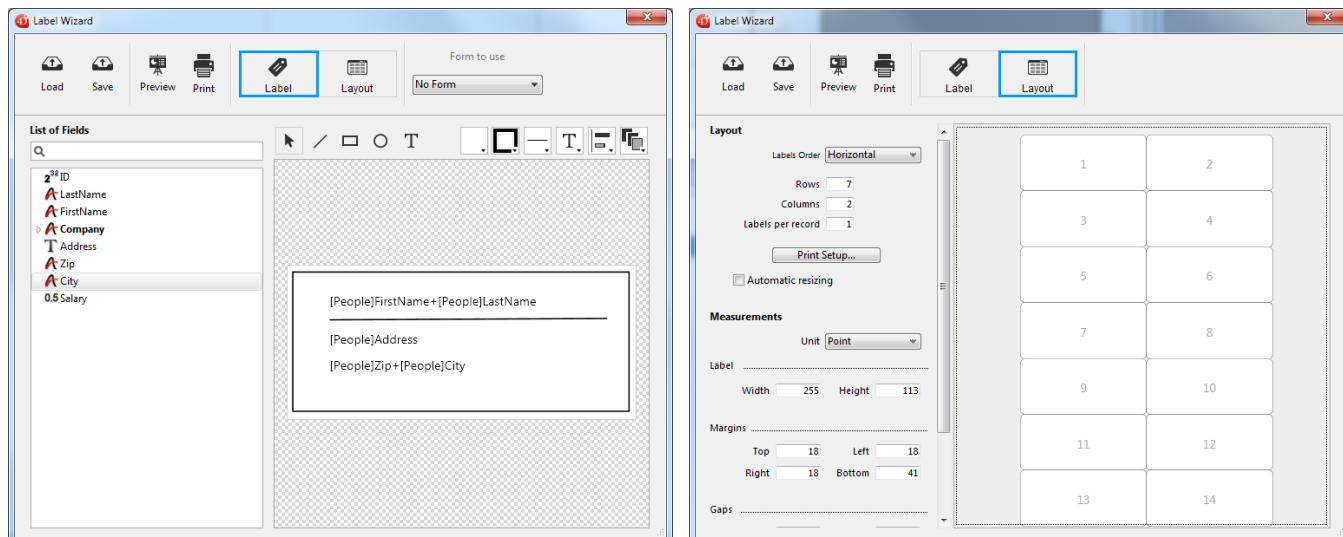 Label Wizard
Load Save Preview Print Label Layout
Form to use
No Form
List of Fields
2³² ID
LastName
FirstName
Company
T Address
Zip
City
0.5 Salary
T
T
[People]FirstName+[People]LastName
[People]Address
[People]Zip+[People]City
Label Wizard
Load Save Preview Print Label Layout
Layout
Labels Order Horizontal
Rows 7
Columns 2
Labels per record 1
Print Setup...
Automatic resizing
Measurements
Unit Point
Label
Width 255 Height 113
Margins
Top 18 Left 18
Right 18 Bottom 41
Gaps
1 2
3 4
5 6
7 8
9 10
11 12
13 14